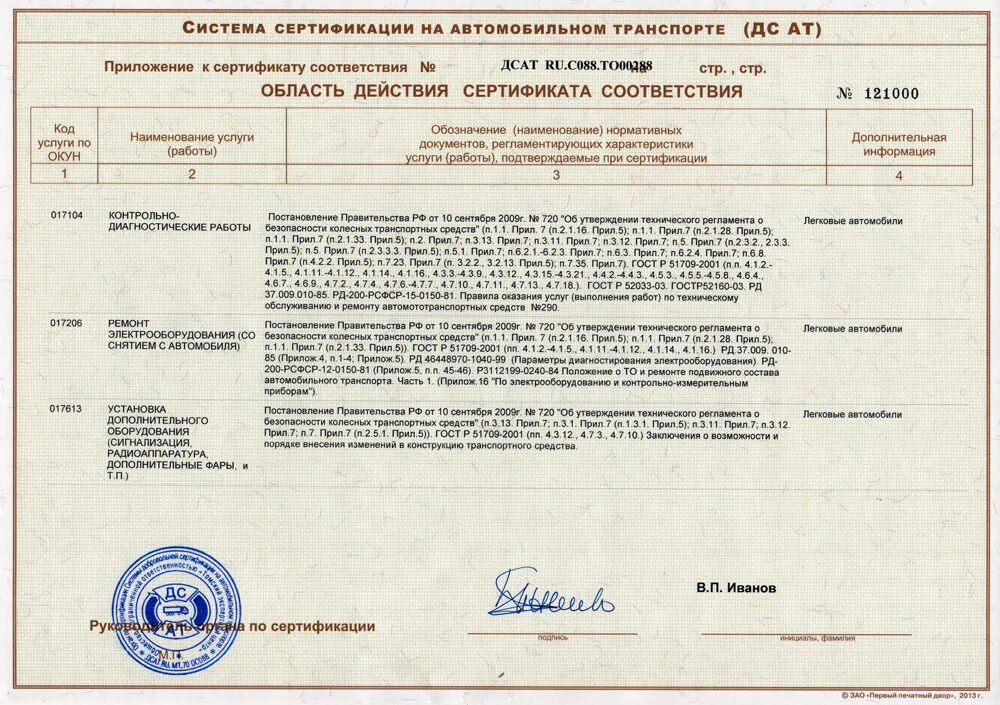 СИСТЕМА СЕРТИФИКАЦИИ НА АВТОМОБИЛЬНОМ ТРАНСПОРТЕ (ДС АТ)
Приложение к сертификату соответствия № ДСАТ RU.С088.ТО00288 на стр. , стр.
ОБЛАСТЬ ДЕЙСТВИЯ СЕРТИФИКАТА СООТВЕТСТВИЯ № 121000
Код
услуги по
ОКУН
Наименование услуги
(работы)
Обозначение (наименование) нормативных
документов, регламентирующих характеристики
услуги (работы), подтверждаемые при сертификации
Дополнительная
информация
1 2 3 4
017104
КОНТРОЛЬНО-
ДИАГНОСТИЧЕСКИЕ РАБОТЫ
Постановление Правительства РФ от 10 сентября 2009г. № 720 "Об утверждении технического регламента о
безопасности колесных транспортных средств" (п.1.1. Прил. 7 (п.2.1.16. Прил.5); п.1.1. Прил.7 (п.2.1.28. Прил.5);
п.1.1. Прил.7 (п.2.1.33. Прил.5); п.2. Прил.7; п.3.13. Прил.7; п.3.11. Прил.7; п.3.12. Прил.7; п.5. Прил.7 (п.2.3.2., 2.3.3.
Прил.5); п.5. Прил.7 (п.2.3.3.3. Прил.5); п.5.1. Прил.7; п.6.2.1.-6.2.3. Прил.7; п.6.3. Прил.7; п.6.2.4. Прил.7; п.6.8.
Прил.7 (п.4.2.2. Прил.5); п.7.23. Прил.7 (п. 3.2.2., 3.2.13. Прил.5); п.7.35. Прил.7). ГОСТ Р 51709-2001 (пп. 4.1.2.-
4.1.5., 4.1.11.-4.1.12., 4.1.14., 4.1.16., 4.3.3.-4.3.9., 4.3.12., 4.3.15.-4.3.21., 4.4.2.-4.4.3., 4.5.3., 4.5.5.-4.5.8., 4.6.4.,
4.6.7., 4.6.9., 4.7.2., 4.7.4., 4.7.6.-4.7.7., 4.7.10., 4.7.11., 4.7.13., 4.7.18.). ГОСТ Р 52033-03. ГОСТР52160-03. РД
37.009.010-85. РД-200-РСФСР-15-0150-81. Правила оказания услуг (выполнения работ) по техническому
обслуживанию и ремонту автомототранспортных средств №290.
Легковые автомобили
017206
РЕМОНТ
ЭЛЕКТРООБОРУДОВАНИЯ (СО
СНЯТИЕМ С АВТОМОБИЛЯ)
Постановление Правительства РФ от 10 сентября 2009г. № 720 "Об утверждении технического регламента о
безопасности колесных транспортных средств" (п.1.1. Прил. 7 (п.2.1.16. Прил.5); п.1.1. Прил.7 (п.2.1.28. Прил.5);
п.1.1. Прил.7 (п.2.1.33. Прил.5)). ГОСТ Р 51709-2001 (пп. 4.1.2.-4.1.5., 4.1.11.-4.1.12., 4.1.14., 4.1.16.) РД 37.009. 010-
85 (Прилож.4, п.1-4; Прилож.5). РД 46448970-1040-99 (Параметры диагностирования электрооборудования). РД-
200-РСФСР-12-0150-81 (Прилож.5, п.п. 45-46). Р3112199-0240-84 Положение о ТО и ремонте подвижного состава
автомобильного транспорта. Часть 1. (Прилож.16 "По электрооборудованию и контрольно-измерительным
приборам").
Легковые автомобили
017613
УСТАНОВКА
ДОПОЛНИТЕЛЬНОГО
ОБОРУДОВАНИЯ
(СИГНАЛИЗАЦИЯ,
РАДИОАППАРАТУРА,
ДОПОЛНИТЕЛЬНЫЕ ФАРЫ, и
Т.П.)
Постановление Правительства РФ от 10 сентября 2009г. № 720 "Об утверждении технического регламента о
безопасности колесных транспортных средств" (п.3.13. Прил.7; п.3.1. Прил.7 (п.1.3.1. Прил.5); п.3.11. Прил.7; п.3.12.
Прил.7; п.7. Прил.7 (п.2.5.1. Прил.5)). ГОСТ Р 51709-2001 (пп. 4.3.12., 4.7.3., 4.7.10.) Заключения о возможности и
порядке внесения изменений в конструкцию транспортного средства.
Легковые автомобили
ДС
АТ
ДСАТ RU. МТ.70 ОС088
Руководитель органа по сертификации
М.П.
В.П. Иванов
подпись
инициалы, фамилия
© ЗАО «Первый печатный двор», 2013 г.